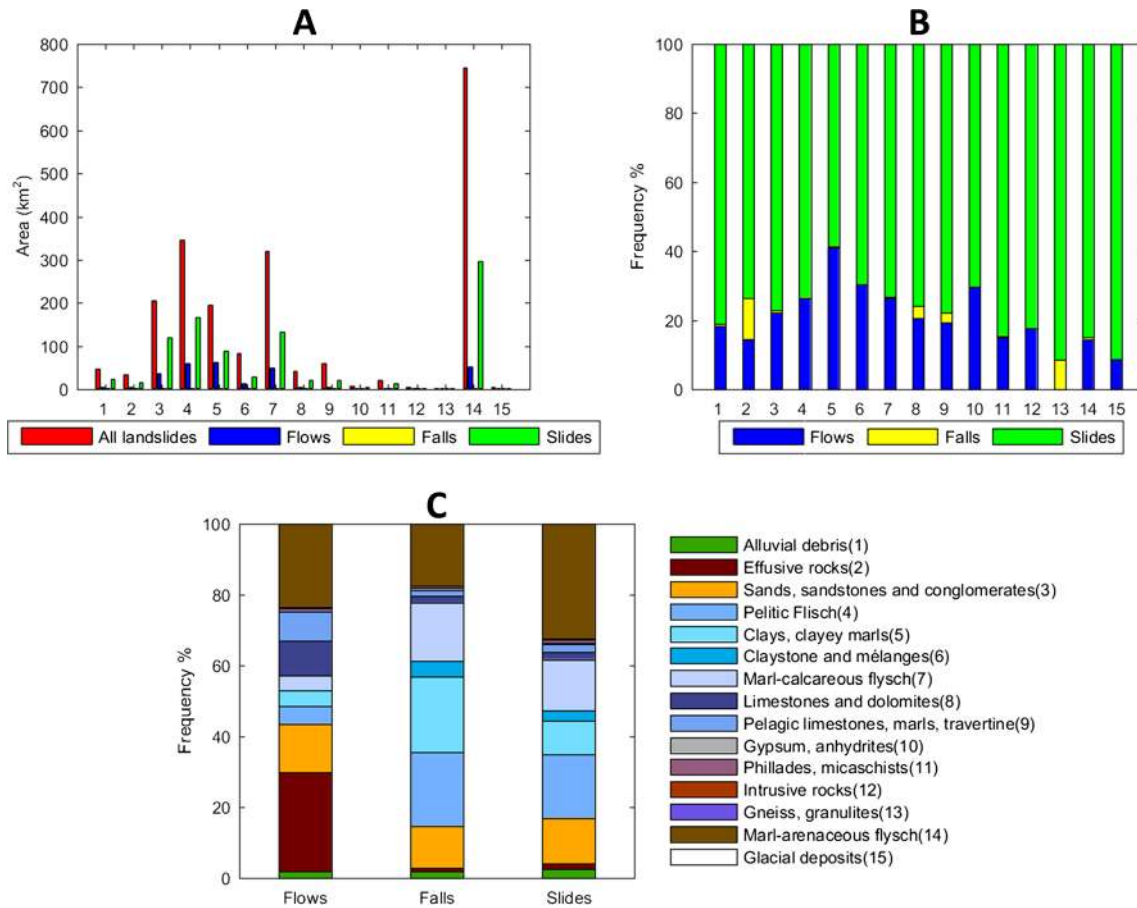 A
800
700
600
500
400
300
200
100
0
Area (km²)
1 2 3 4 5 6 7 8 9 10 11 12 13 14 15
All landslides Flows Falls Slides
B
100
80
60
40
20
0
Frequency %
1 2 3 4 5 6 7 8 9 10 11 12 13 14 15
Flows Falls Slides
C
100
80
60
40
20
0
Frequency %
Flows Falls Slides
Alluvial debris(1)
Effusive rocks(2)
Sands, sandstones and conglomerates(3)
Pelitic Flisch(4)
Clays, clayey marls(5)
Claystone and mélanges(6)
Marl-calcareous flysch(7)
Limestones and dolomites(8)
Pelagic limestones, marls, travertine(9)
Gypsum, anhydrites(10)
Phillades, micaschists(11)
Intrusive rocks(12)
Gneiss, granulites(13)
Marl-arenaceous flysch(14)
Glacial deposits(15)